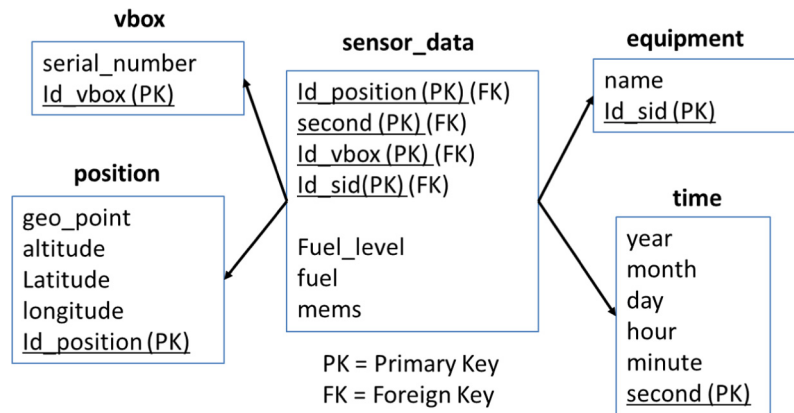 vbox
serial_number
Id_vbox (PK)
position
geo_point
altitude
Latitude
longitude
Id_position (PK)
sensor_data
Id_position (PK) (FK)
second (PK) (FK)
Id_vbox (PK) (FK)
Id_sid(PK) (FK)
Fuel_level
fuel
mems
PK = Primary Key
FK = Foreign Key
equipment
name
Id_sid (PK)
time
year
month
day
hour
minute
second (PK)